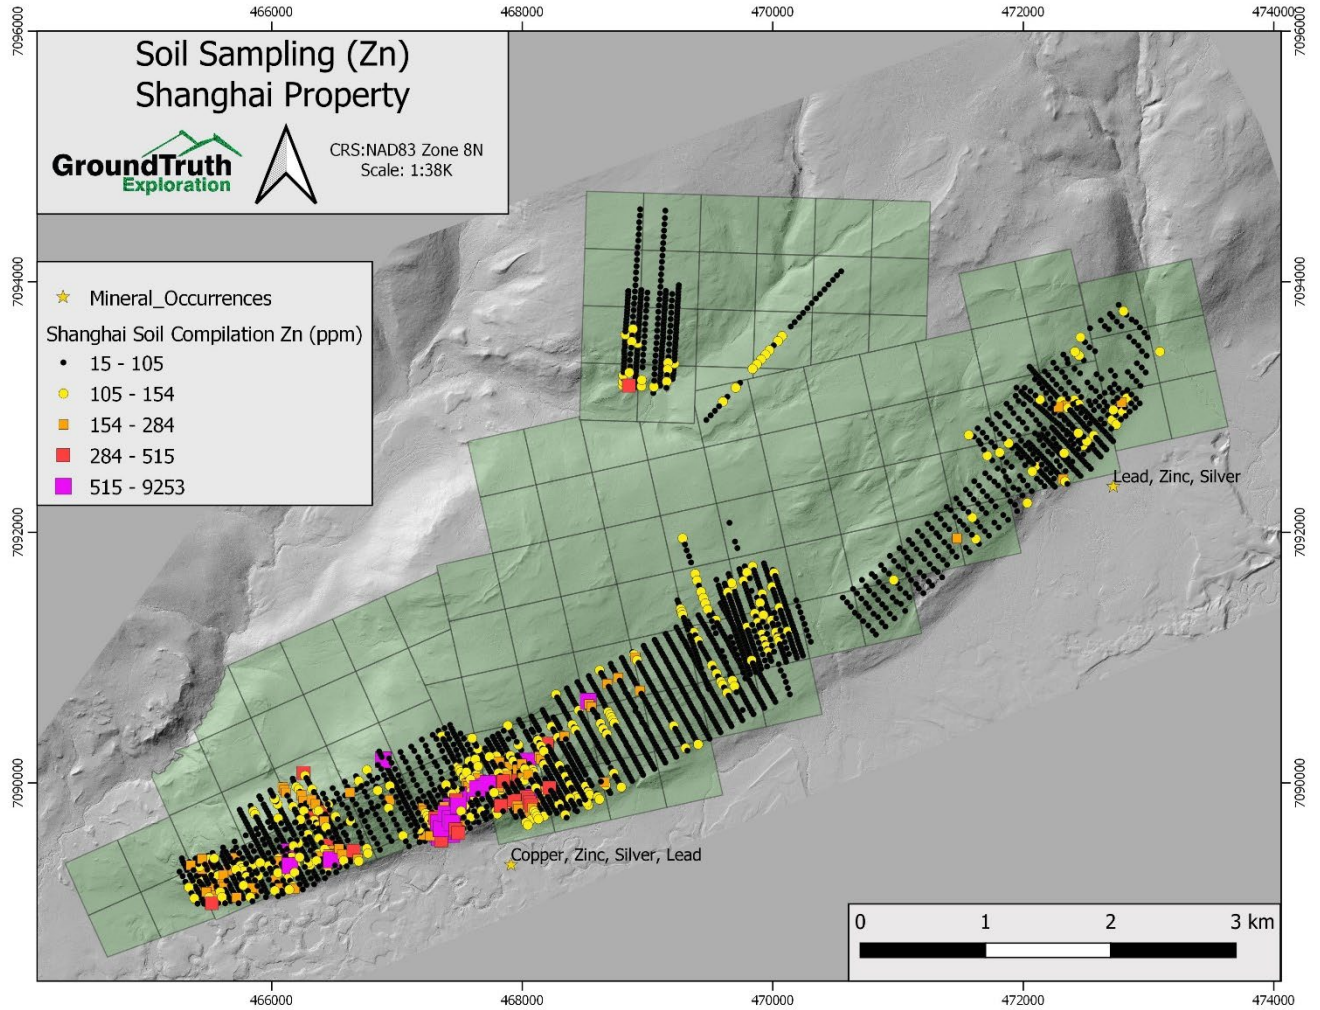 466000 468000 470000 472000 474000
7096000 7096000
Soil Sampling (Zn)
Shanghai Property
GroundTruth
Exploration
CRS:NAD83 Zone 8N
Scale: 1:38K
Mineral_Occurrences
Shanghai Soil Compilation Zn (ppm)
15 - 105
105 - 154
154 - 284
284 - 515
515 - 9253
7094000 7094000
Lead, Zinc, Silver
7092000 7092000
7090000 7090000
Copper, Zinc, Silver, Lead
0 1 2 3 km
466000 468000 470000 472000 474000